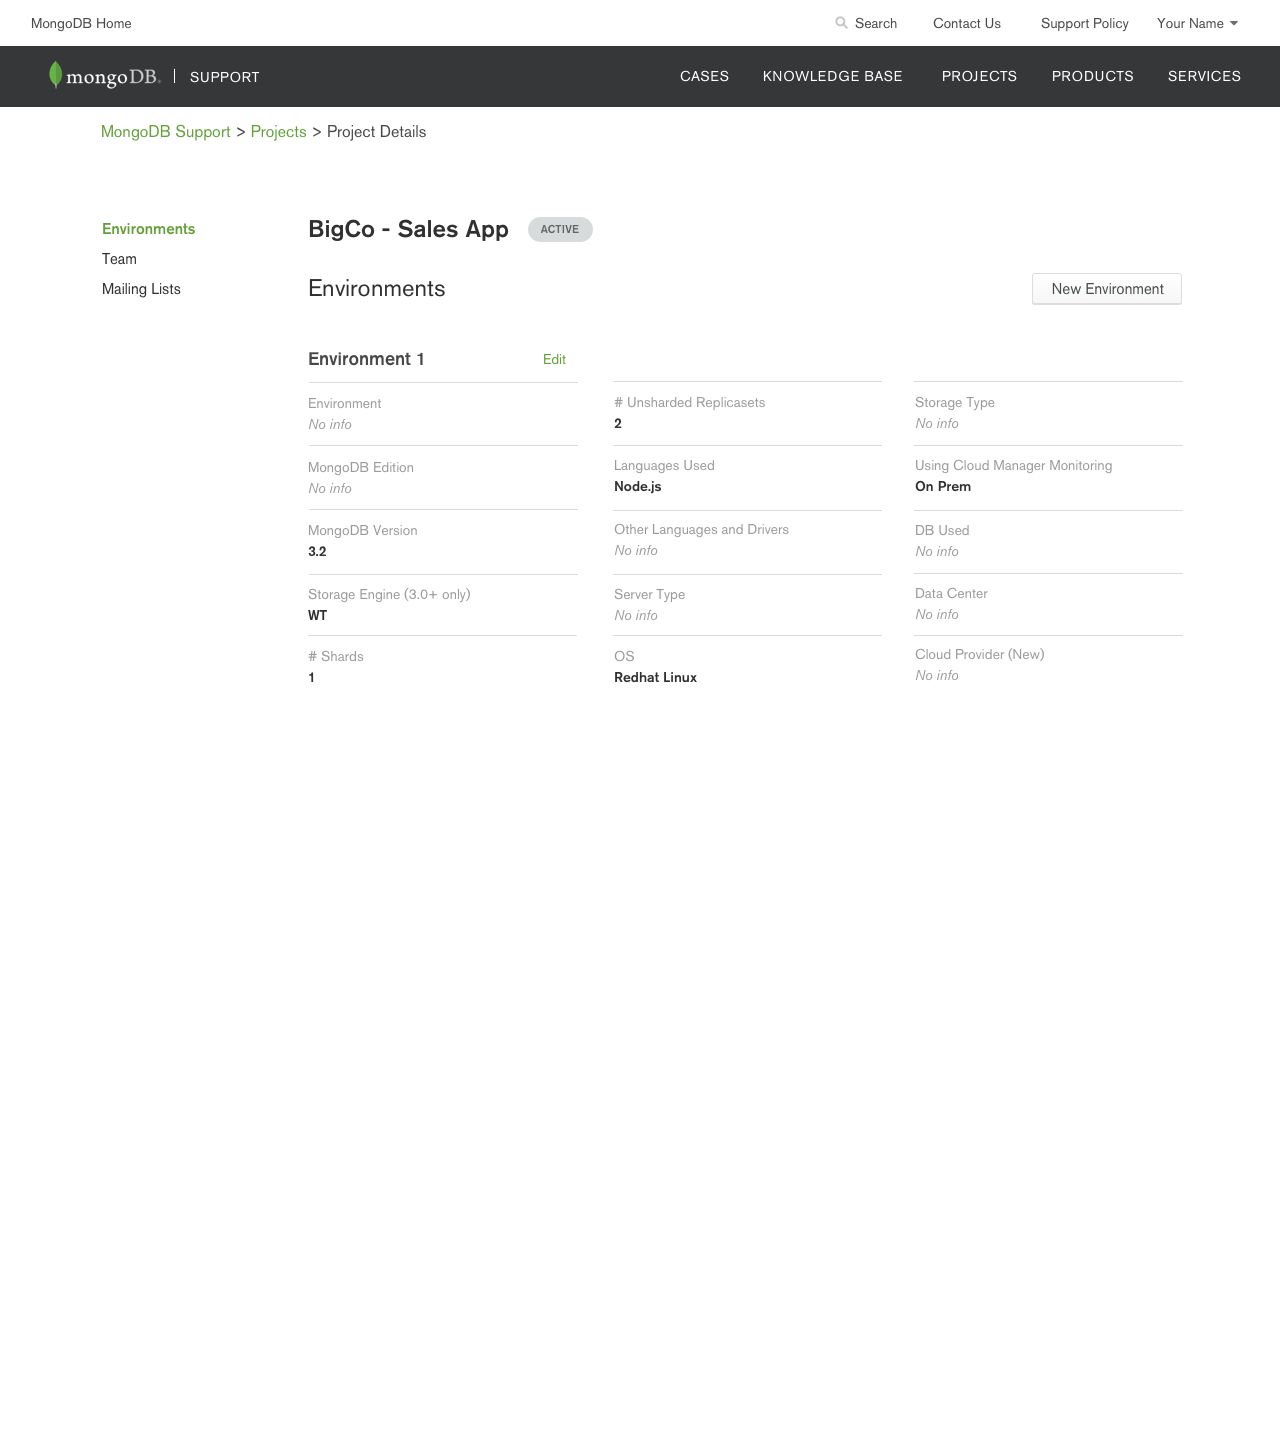 MongoDB Home
Search
Contact Us
Support Policy
Your Name
mongoDB
SUPPORT
CASES
KNOWLEDGE BASE
PROJECTS
PRODUCTS
SERVICES
MongoDB Support > Projects > Project Details
Environments
Team
Mailing Lists
BigCo - Sales App
ACTIVE
Environments
New Environment
Environment 1
Edit
Environment
No info
MongoDB Edition
No info
MongoDB Version
3.2
Storage Engine (3.0+ only)
WT
# Shards
1
# Unsharded Replicasets
2
Languages Used
Node.js
Other Languages and Drivers
No info
Server Type
No info
OS
Redhat Linux
Storage Type
No info
Using Cloud Manager Monitoring
On Prem
DB Used
No info
Data Center
No info
Cloud Provider (New)
No info